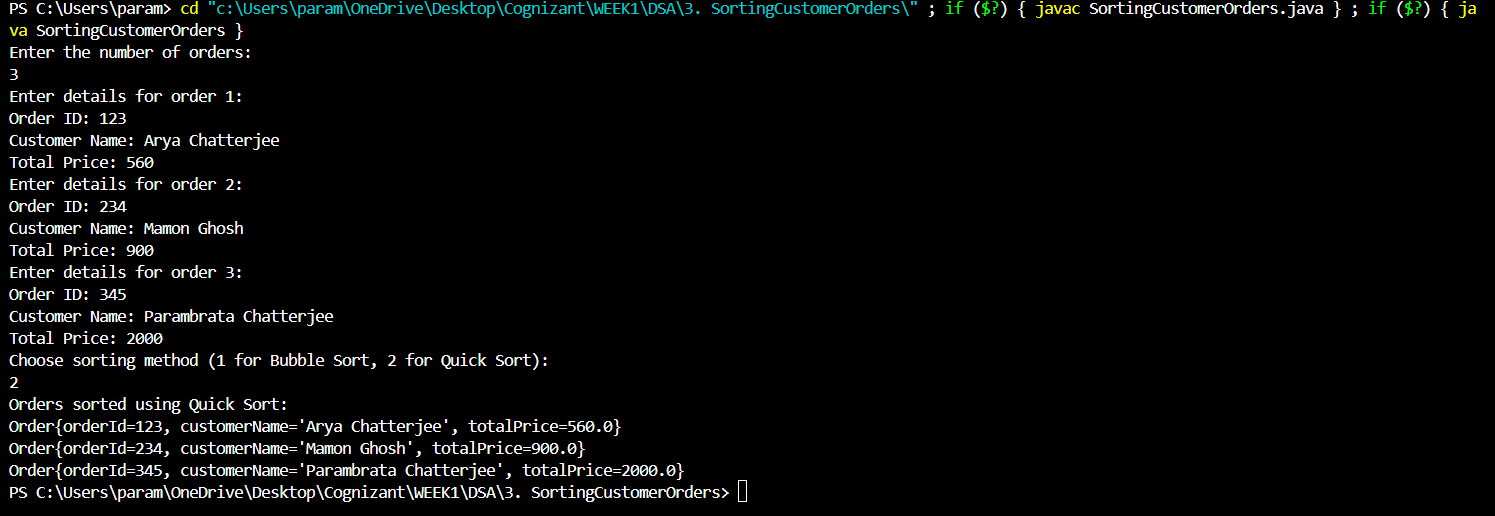 PS C:\Users\param> cd "c:\Users\param\OneDrive\Desktop\Cognizant\WEEK1\DSA\3. SortingCustomerOrders\" ; if ($?) { javac SortingCustomerOrders.java } ; if ($?) { ja
va SortingCustomerOrders }
Enter the number of orders:
3
Enter details for order 1:
Order ID: 123
Customer Name: Arya Chatterjee
Total Price: 560
Enter details for order 2:
Order ID: 234
Customer Name: Mamon Ghosh
Total Price: 900
Enter details for order 3:
Order ID: 345
Customer Name: Parambrata Chatterjee
Total Price: 2000
Choose sorting method (1 for Bubble Sort, 2 for Quick Sort):
2
Orders sorted using Quick Sort:
Order{orderId=123, customerName='Arya Chatterjee', totalPrice=560.0}
Order{orderId=234, customerName='Mamon Ghosh', totalPrice=900.0}
Order{orderId=345, customerName='Parambrata Chatterjee', totalPrice=2000.0}
PS C:\Users\param\OneDrive\Desktop\Cognizant\WEEK1\DSA\3. SortingCustomerOrders>